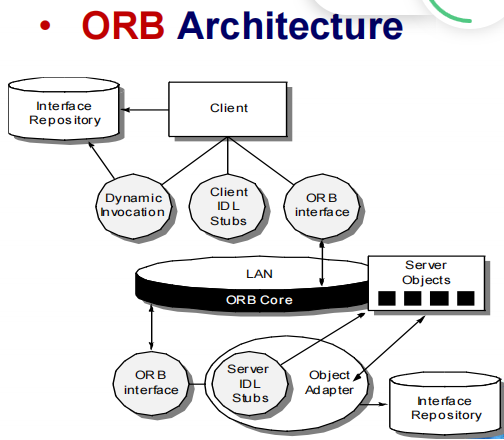 • ORB Architecture
Interface
Repository
Client
Dynamic
Invocation
Client
IDL
Stubs
ORB
interface
LAN
ORB Core
Server
Objects
ORB
interface
Server
IDL
Stubs
Object
Adapter
Interface
Repository